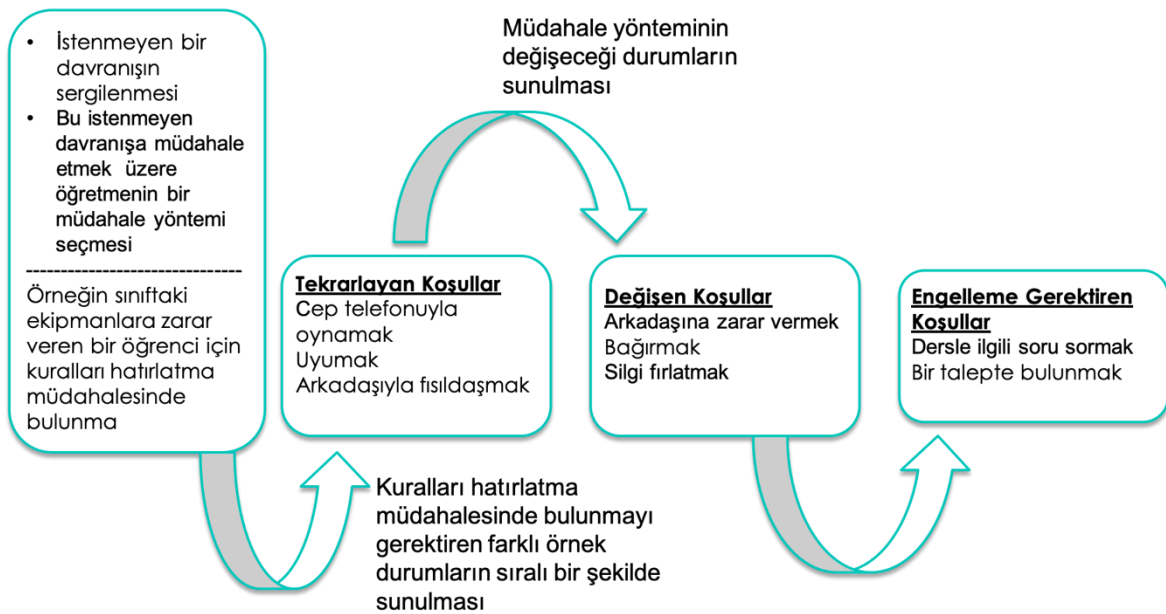 • İstenmeyen bir
davranışın
sergilenmesi
• Bu istenmeyen
davranışa müdahale
etmek üzere
öğretmenin bir
müdahale yöntemi
seçmesi
--------------------------------
Örneğin sınıftaki
ekipmanlara zarar
veren bir öğrenci için
kuralları hatırlatma
müdahalesinde
bulunma
Müdahale yönteminin
değişeceği durumların
sunulması
Tekrarlayan Koşullar
Cep telefonuyla
oynamak
Uyumak
Arkadaşıyla fısıldaşmak
Kuralları hatırlatma
müdahalesinde bulunmayı
gerektiren farklı örnek
durumların sıralı bir şekilde
sunulması
Değişen Koşullar
Arkadaşına zarar vermek
Bağırmak
Silgi fırlatmak
Engelleme Gerektiren
Koşullar
Dersle ilgili soru sormak
Bir talepte bulunmak